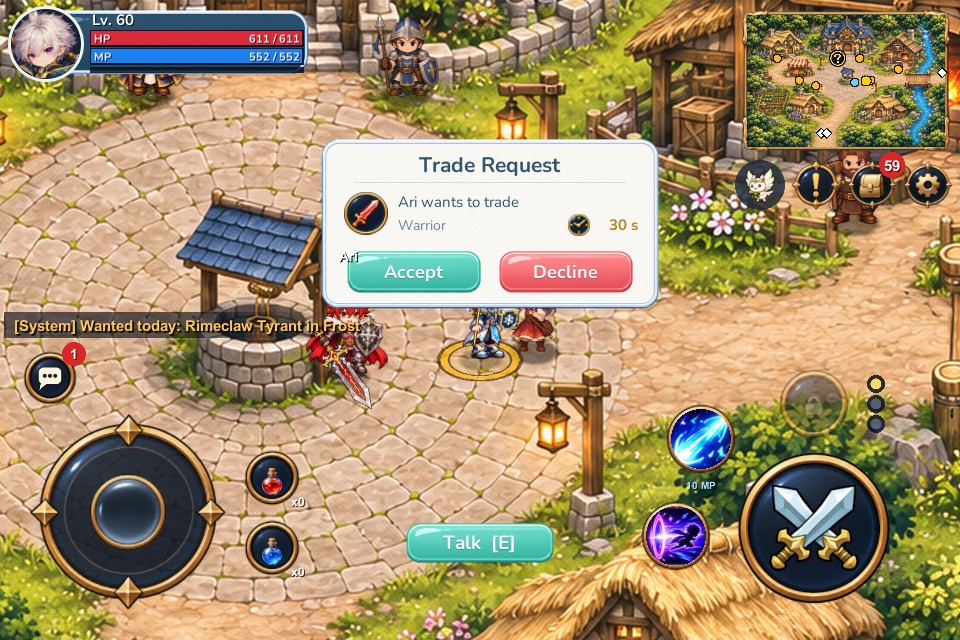 Lv. 60
HP 611 / 611
MP 552 / 552
?
59
Trade Request
Ari wants to trade
Warrior
30 s
Ari
Accept
Decline
[System] Wanted today: Rimeclaw Tyrant in Frost
1
10 MP
x0
x0
Talk [E]